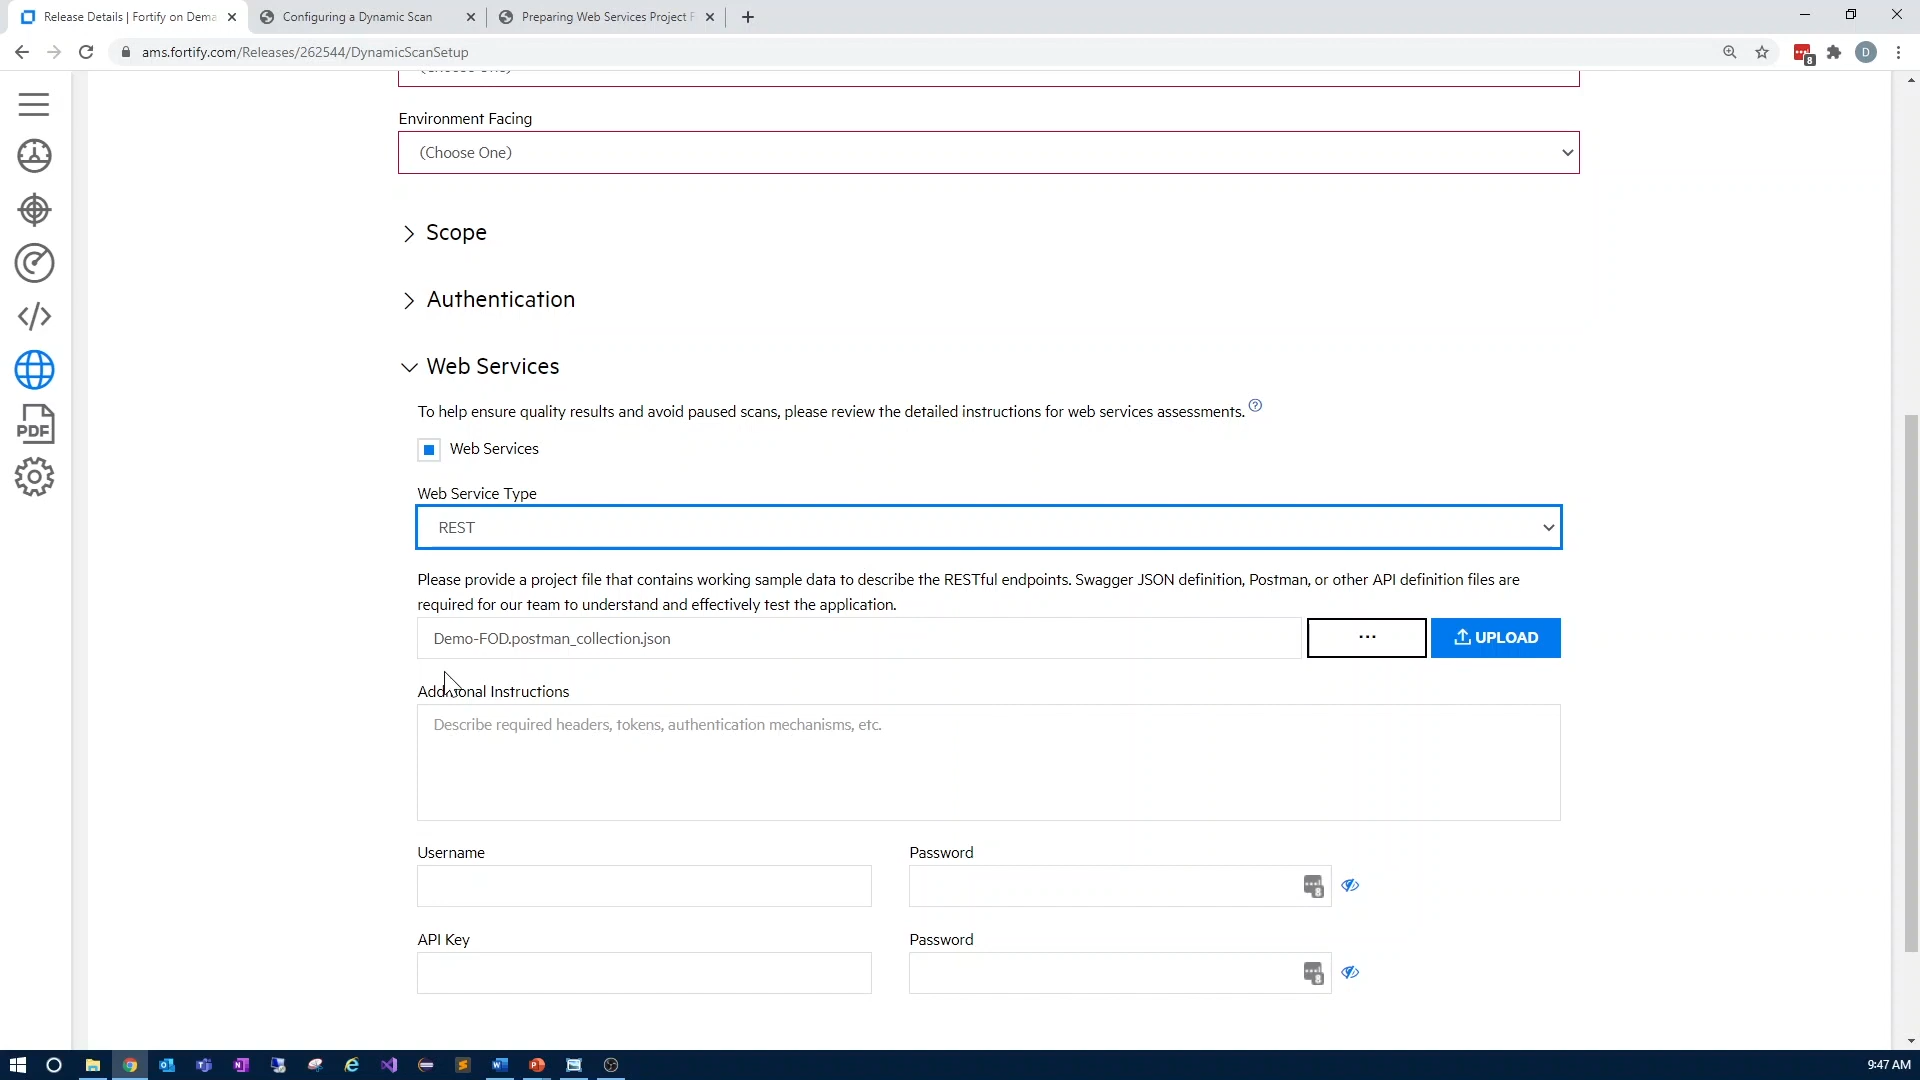 Release Details | Fortify on Dema
Configuring a Dynamic Scan
Preparing Web Services Project F
ams.fortify.com/Releases/262544/DynamicScanSetup
8
D
Environment Facing
(Choose One)
Scope
Authentication
Web Services
To help ensure quality results and avoid paused scans, please review the detailed instructions for web services assessments.
Web Services
Web Service Type
REST
Please provide a project file that contains working sample data to describe the RESTful endpoints. Swagger JSON definition, Postman, or other API definition files are
required for our team to understand and effectively test the application.
Demo-FOD.postman_collection.json
...
UPLOAD
Additional Instructions
Describe required headers, tokens, authentication mechanisms, etc.
Username
Password
8
API Key
Password
8
PDF
9:47 AM